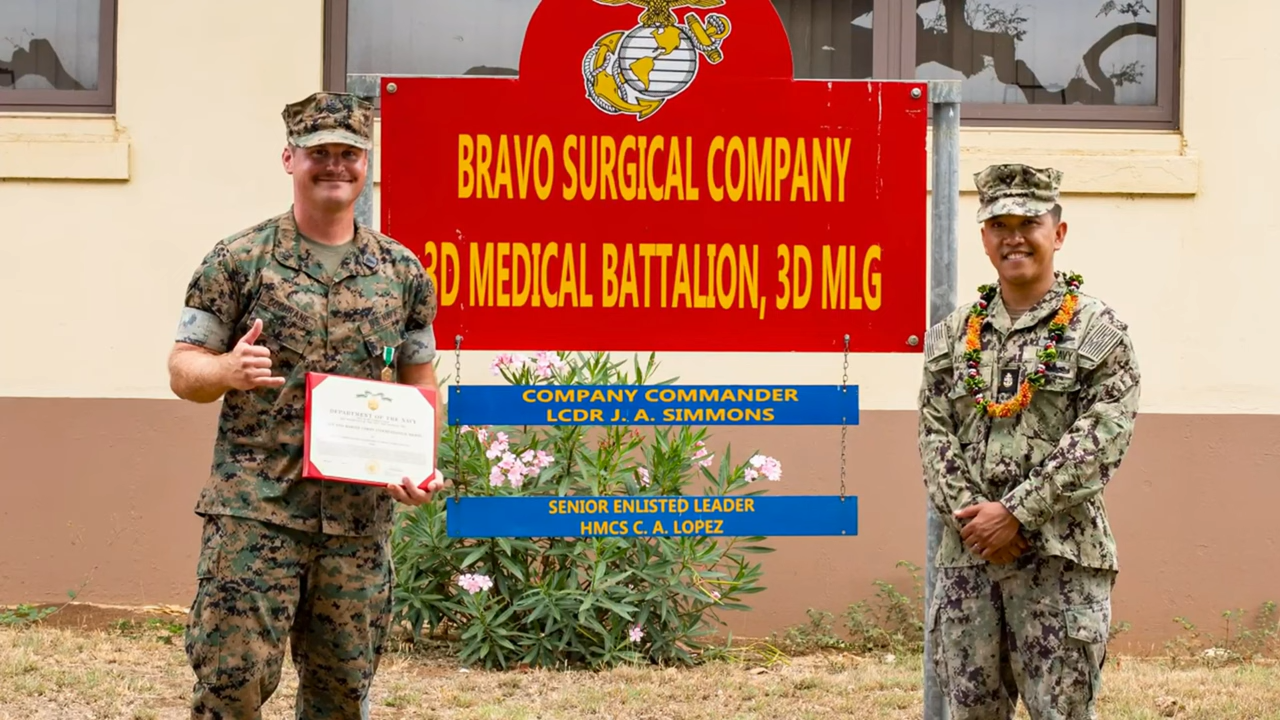 BRAVO SURGICAL COMPANY
3D MEDICAL BATTALION, 3D MLG
COMPANY COMMANDER
LCDR J. A. SIMMONS
SENIOR ENLISTED LEADER
HMCS C. A. LOPEZ
DEPARTMENT OF THE NAVY